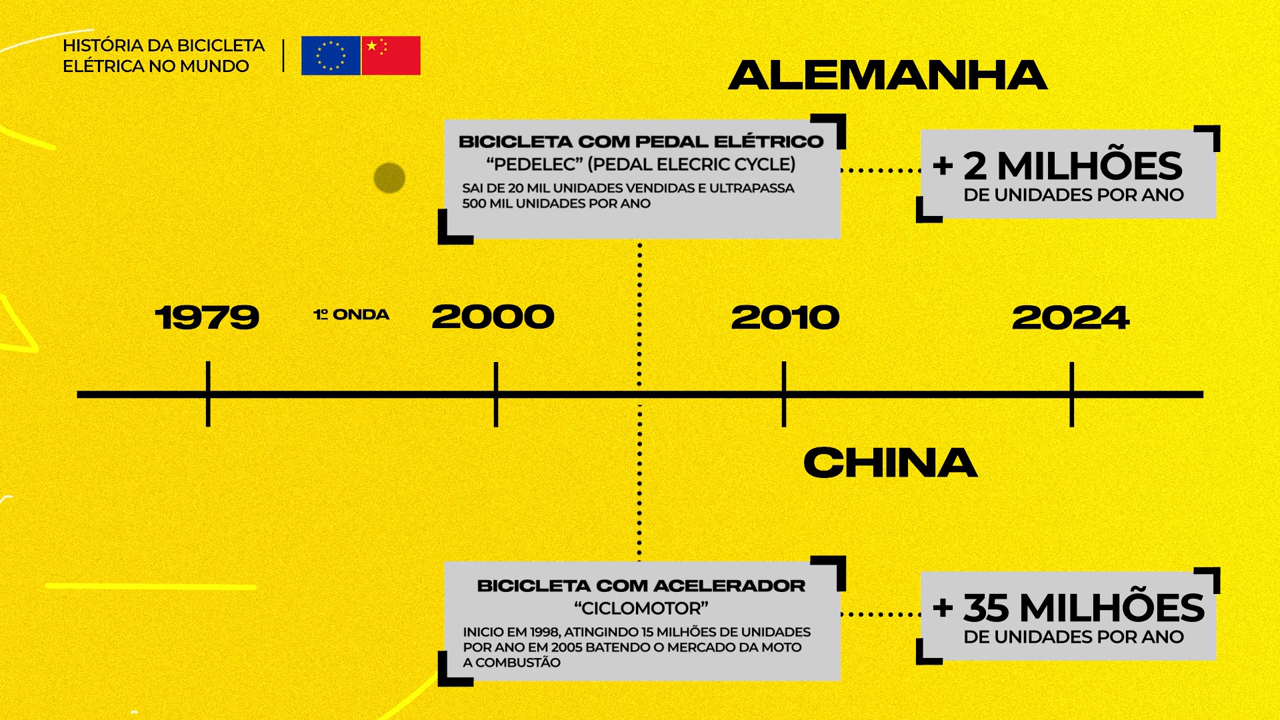 HISTÓRIA DA BICICLETA
ELÉTRICA NO MUNDO
ALEMANHA
BICICLETA COM PEDAL ELÉTRICO
“PEDELEC” (PEDAL ELECRIC CYCLE)
SAI DE 20 MIL UNIDADES VENDIDAS E ULTRAPASSA
500 MIL UNIDADES POR ANO
+ 2 MILHÕES
DE UNIDADES POR ANO
1979
1º ONDA
2000
2010
2024
CHINA
BICICLETA COM ACELERADOR
“CICLOMOTOR”
INICIO EM 1998, ATINGINDO 15 MILHÕES DE UNIDADES
POR ANO EM 2005 BATENDO O MERCADO DA MOTO
A COMBUSTÃO
+ 35 MILHÕES
DE UNIDADES POR ANO